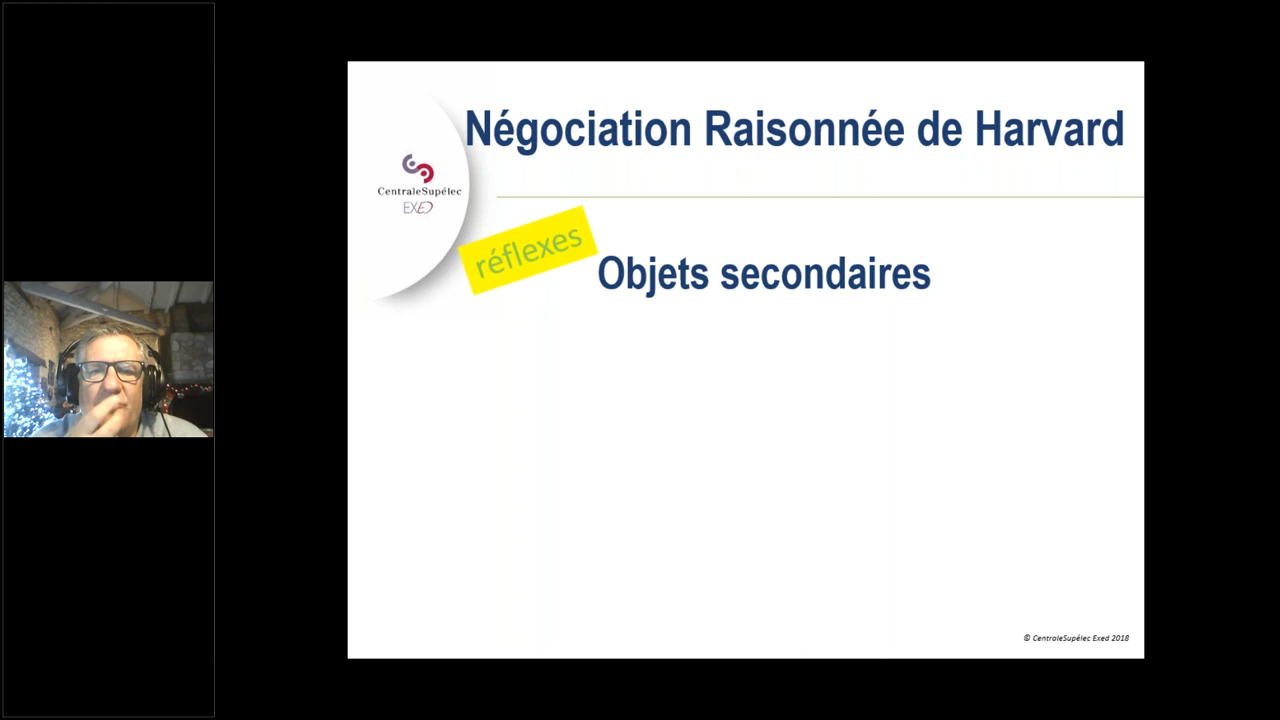 Négociation Raisonnée de Harvard
CentraleSupélec
EXED
réflexes
Objets secondaires
© CentraleSupélec Exed 2018